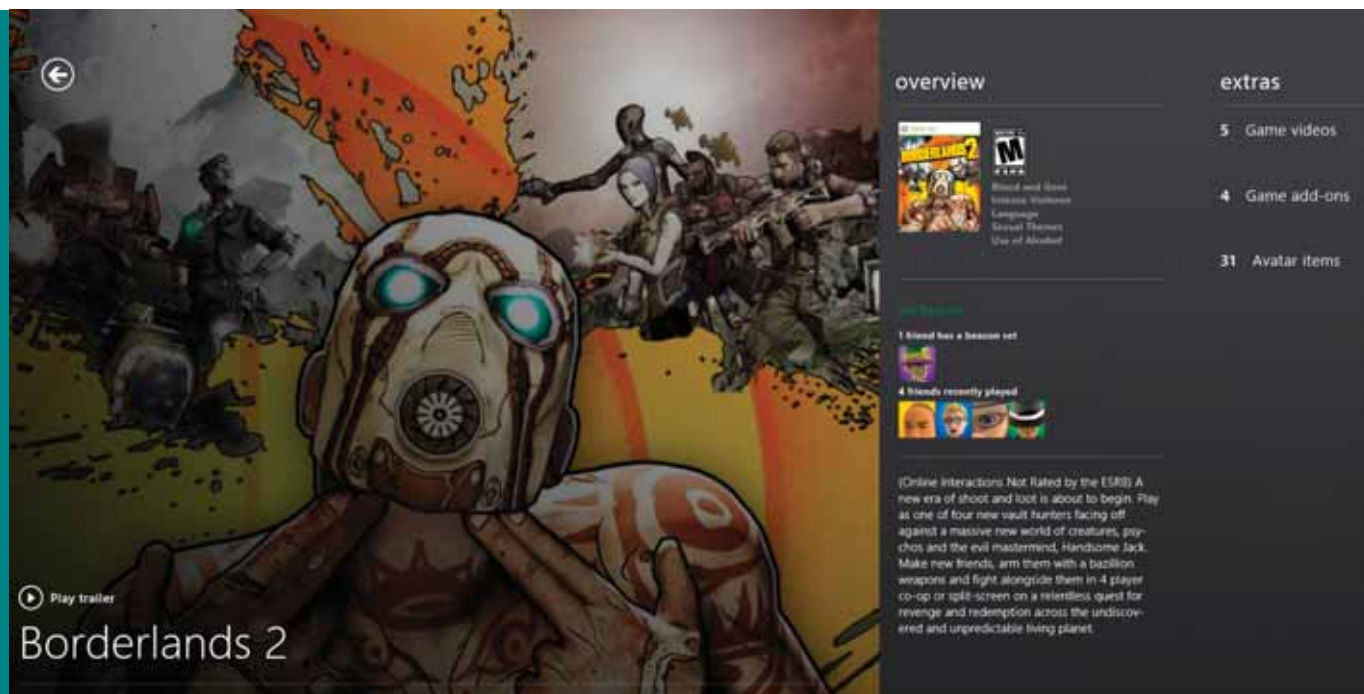 Play trailer
Borderlands 2
overview
BORDERLANDS 2
M
ESRB
Blood and Gore
Intense Violence
Language
Sexual Themes
Use of Alcohol
1 friend has a beacon set
4 friends recently played
(Online Interactions Not Rated by the ESRB) A
new era of shoot and loot is about to begin. Play
as one of four new vault hunters facing off
against a massive new world of creatures, psy-
chos and the evil mastermind, Handsome Jack.
Make new friends, arm them with a bazillion
weapons and fight alongside them in 4 player
co-op or split-screen on a relentless quest for
revenge and redemption across the undiscov-
ered and unpredictable living planet.
extras
5 Game videos
4 Game add-ons
31 Avatar items